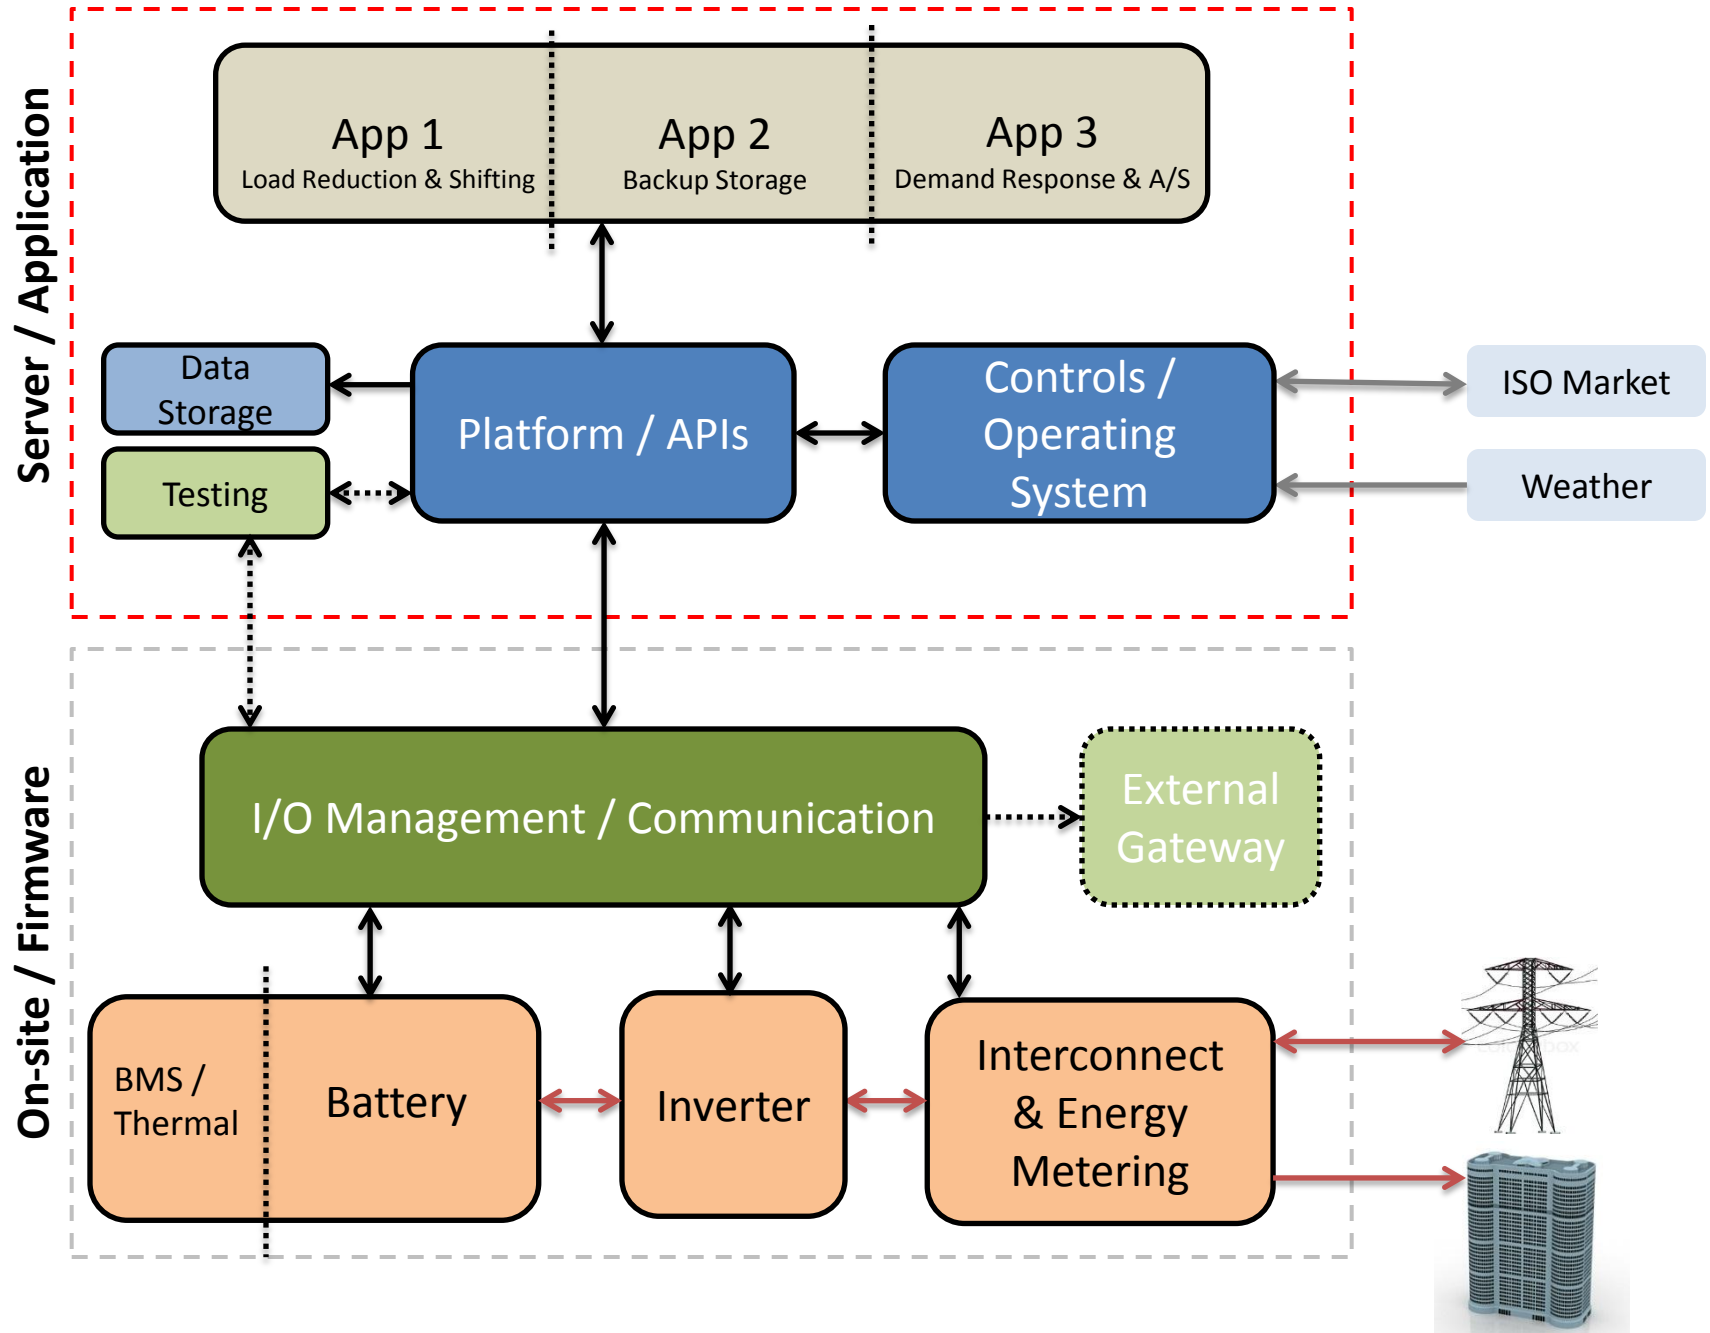 Server / Application
App 1
Load Reduction & Shifting
App 2
Backup Storage
App 3
Demand Response & A/S
Data
Storage
Testing
Platform / APIs
Controls /
Operating
System
ISO Market
Weather
On-site / Firmware
I/O Management / Communication
External
Gateway
BMS /
Thermal
Battery
Inverter
Interconnect
& Energy
Metering